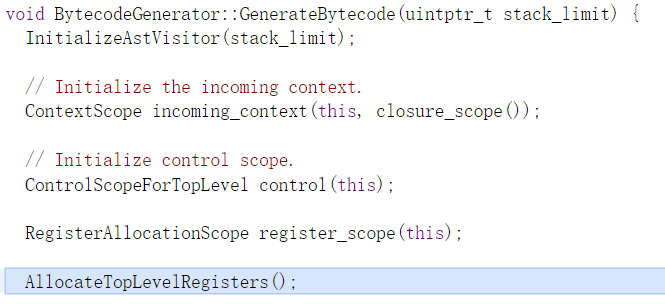 void BytecodeGenerator::GenerateBytecode(uintptr_t stack_limit) {
  InitializeAstVisitor(stack_limit);
  // Initialize the incoming context.
  ContextScope incoming_context(this, closure_scope());
  // Initialize control scope.
  ControlScopeForTopLevel control(this);
  RegisterAllocationScope register_scope(this);
  AllocateTopLevelRegisters();